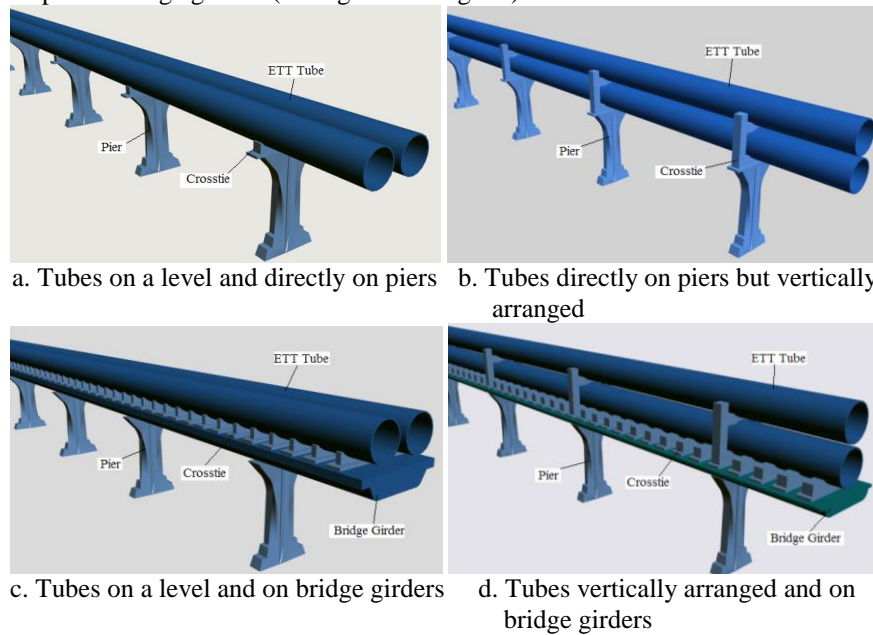 ETT Tube
Pier
Crosstie
ETT Tube
Pier
Crosstie
a. Tubes on a level and directly on piers
b. Tubes directly on piers but vertically
arranged
ETT Tube
Pier
Crosstie
Bridge Girder
ETT Tube
Pier
Crosstie
Bridge Girder
c. Tubes on a level and on bridge girders
d. Tubes vertically arranged and on
bridge girders